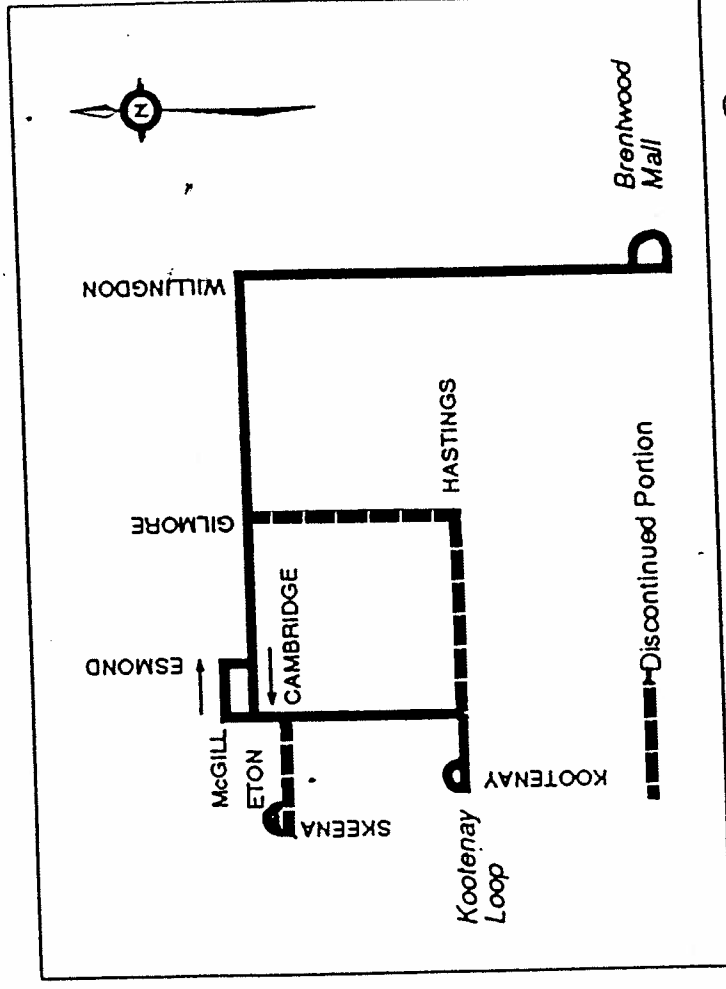 N
WILLINGDON
Brentwood
Mall
GILMORE
HASTINGS
ESMOND
CAMBRIDGE
McGILL
ETON
SKEENA
KOOTENAY
Kootenay
Loop
Discontinued Portion